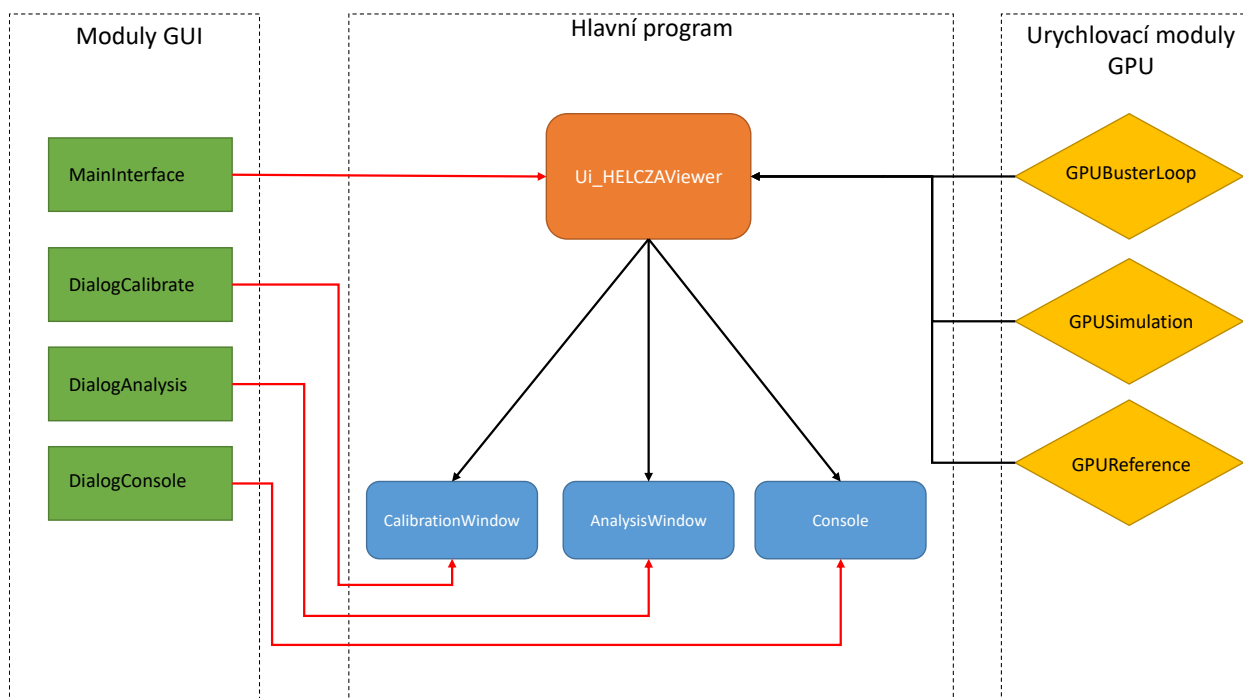 Moduly GUI
MainInterface
DialogCalibrate
DialogAnalysis
DialogConsole
Hlavní program
Ui_HELCZAViewer
CalibrationWindow
AnalysisWindow
Console
Urychlovací moduly
GPU
GPUBusterLoop
GPUSimulation
GPUReference